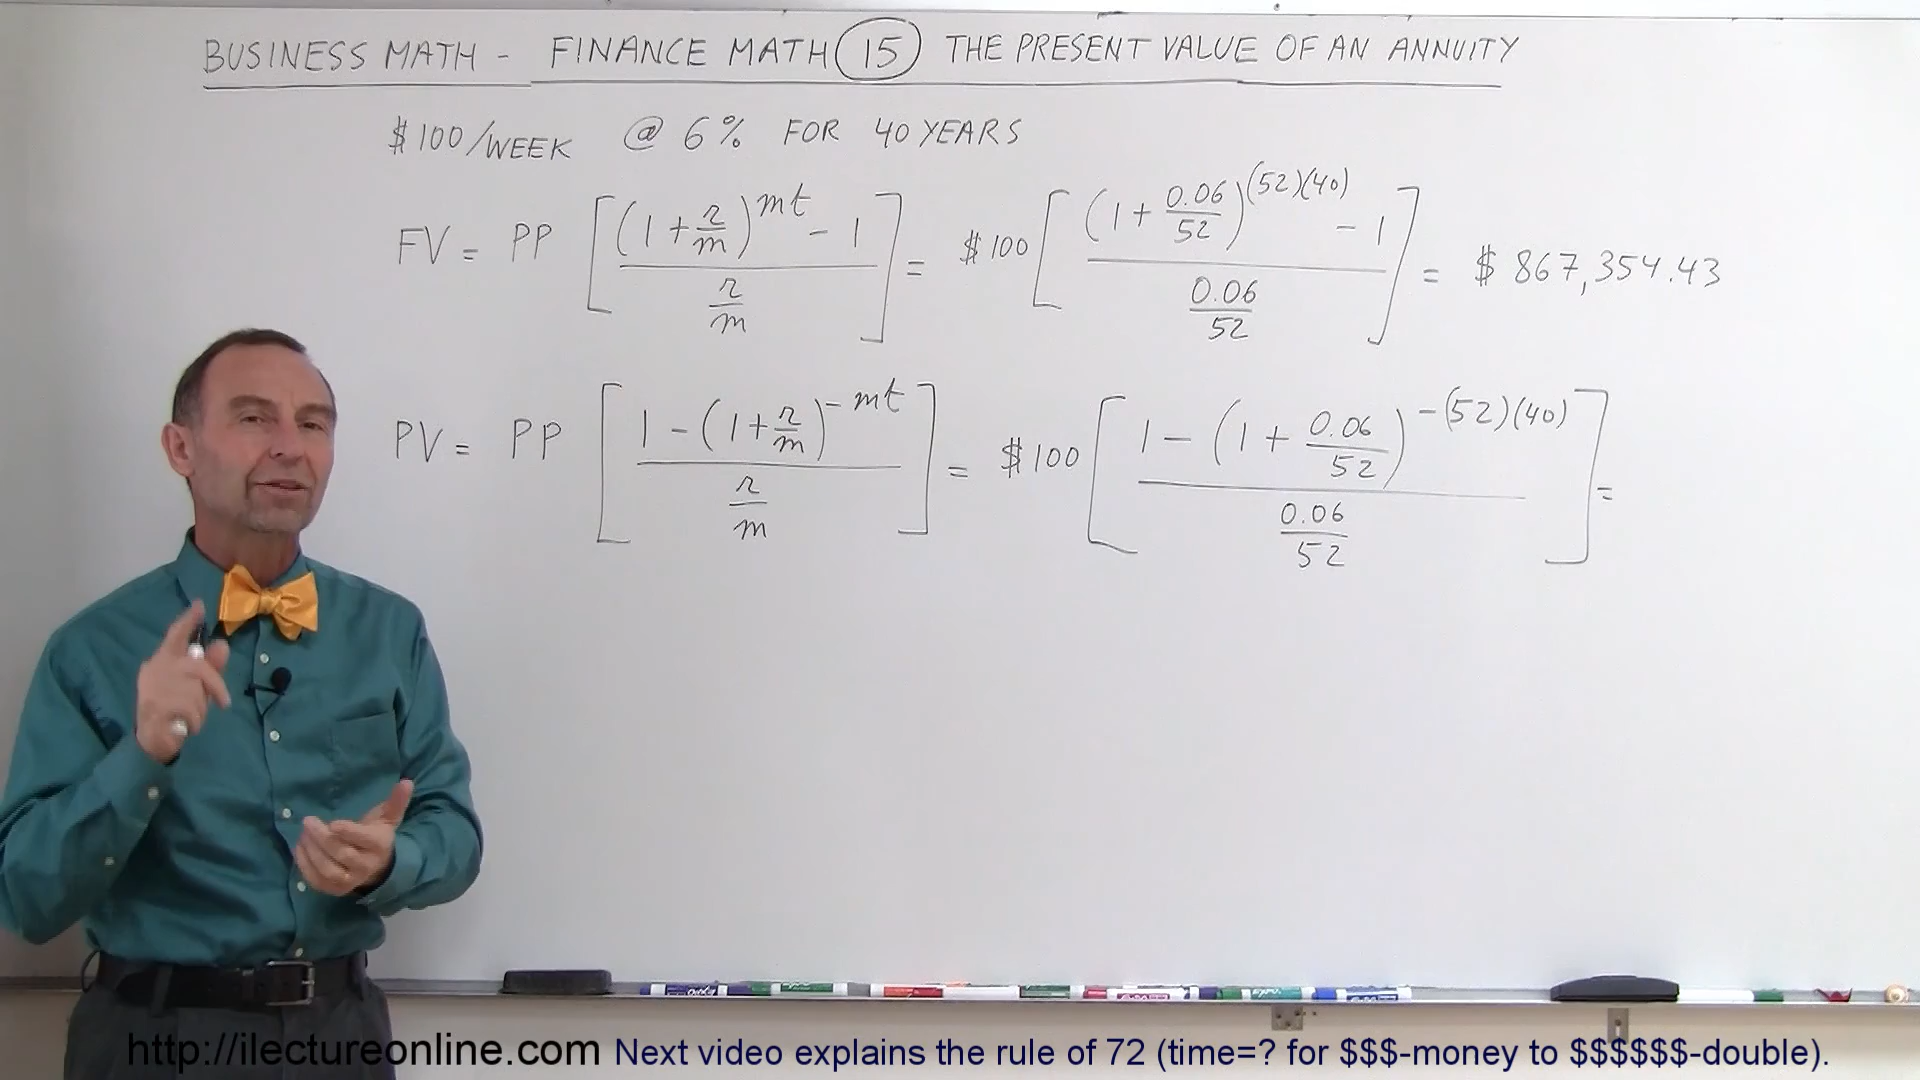 BUSINESS MATH - FINANCE MATH 15 THE PRESENT VALUE OF AN ANNUITY
$100/WEEK @ 6% FOR 40 YEARS
FV = PP [((1 + r/m)^mt - 1) / (r/m)] = $100 [((1 + 0.06/52)^(52)(40) - 1) / (0.06/52)] = $ 867,354.43
PV = PP [(1 - (1 + r/m)^-mt) / (r/m)] = $100 [(1 - (1 + 0.06/52)^-(52)(40)) / (0.06/52)] =
http://ilectureonline.com Next video explains the rule of 72 (time=? for $$$-money to $$$$$$-double).